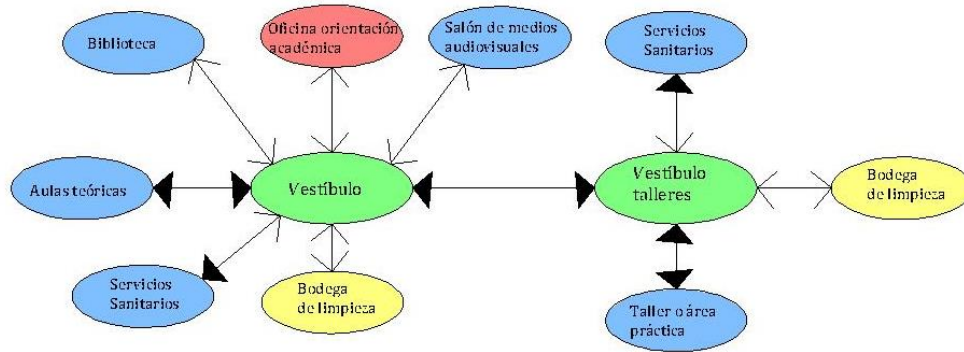 Biblioteca
Oficina orientación
académica
Salón de medios
audiovisuales
Servicios
Sanitarios
Aulas teóricas
Vestíbulo
Vestíbulo
talleres
Bodega
de limpieza
Servicios
Sanitarios
Bodega
de limpieza
Taller o área
práctica